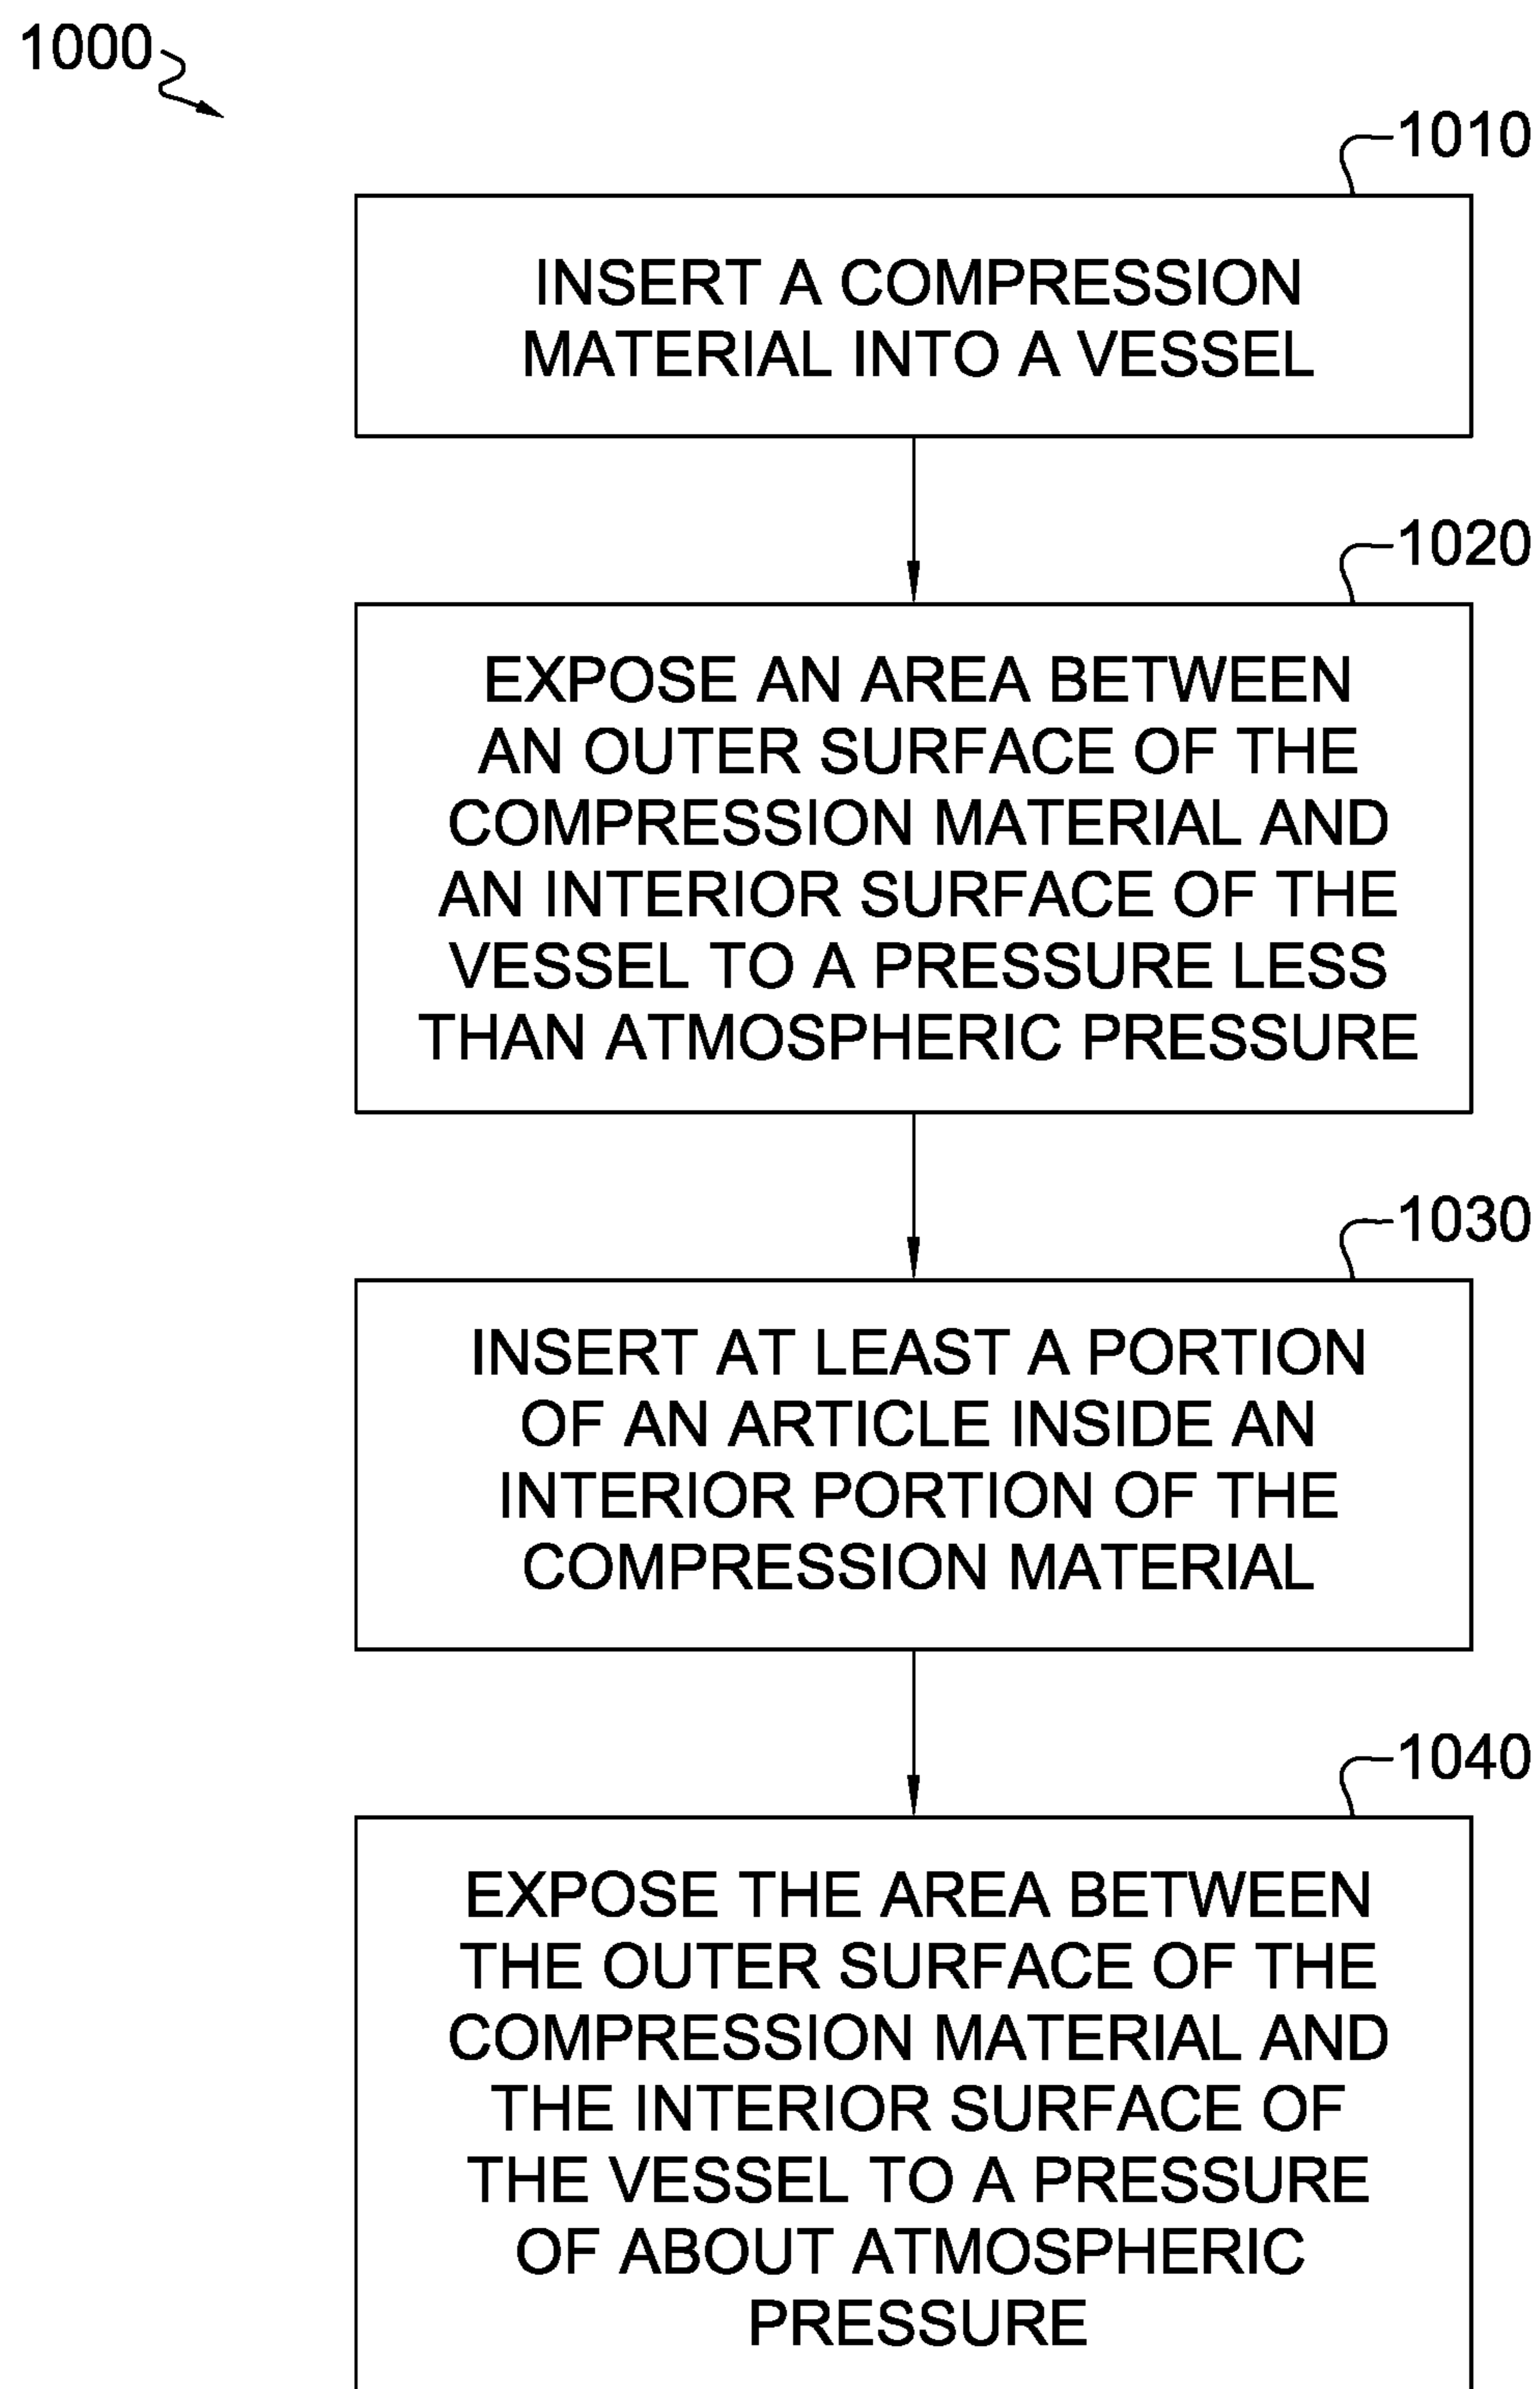 1000
1010
INSERT A COMPRESSION
MATERIAL INTO A VESSEL
1020
EXPOSE AN AREA BETWEEN
AN OUTER SURFACE OF THE
COMPRESSION MATERIAL AND
AN INTERIOR SURFACE OF THE
VESSEL TO A PRESSURE LESS
THAN ATMOSPHERIC PRESSURE
1030
INSERT AT LEAST A PORTION
OF AN ARTICLE INSIDE AN
INTERIOR PORTION OF THE
COMPRESSION MATERIAL
1040
EXPOSE THE AREA BETWEEN
THE OUTER SURFACE OF THE
COMPRESSION MATERIAL AND
THE INTERIOR SURFACE OF
THE VESSEL TO A PRESSURE
OF ABOUT ATMOSPHERIC
PRESSURE